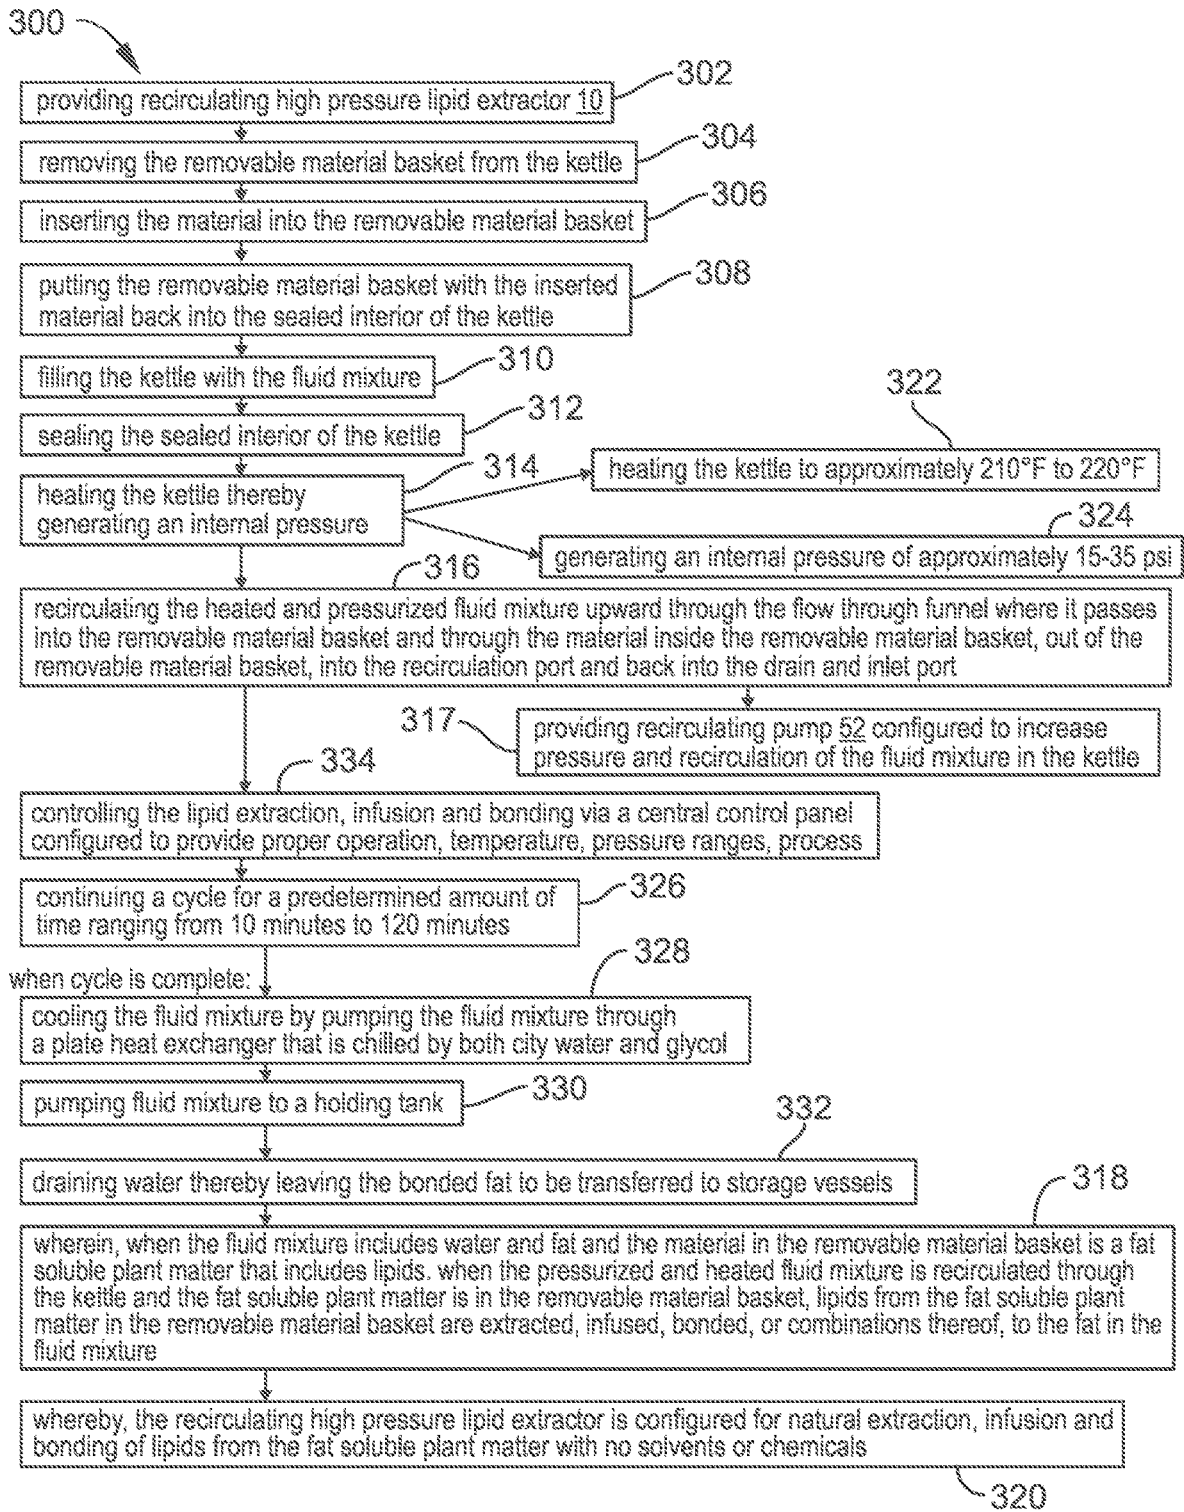 300
302
providing recirculating high pressure lipid extractor 10
304
removing the removable material basket from the kettle
306
inserting the material into the removable material basket
308
putting the removable material basket with the inserted
material back into the sealed interior of the kettle
310
filling the kettle with the fluid mixture
312
sealing the sealed interior of the kettle
322
heating the kettle to approximately 210°F to 220°F
314
heating the kettle thereby
generating an internal pressure
324
generating an internal pressure of approximately 15-35 psi
316
recirculating the heated and pressurized fluid mixture upward through the flow through funnel where it passes
into the removable material basket and through the material inside the removable material basket, out of the
removable material basket, into the recirculation port and back into the drain and inlet port
317
providing recirculating pump 52 configured to increase
pressure and recirculation of the fluid mixture in the kettle
334
controlling the lipid extraction, infusion and bonding via a central control panel
configured to provide proper operation, temperature, pressure ranges, process
326
continuing a cycle for a predetermined amount of
time ranging from 10 minutes to 120 minutes
when cycle is complete:
328
cooling the fluid mixture by pumping the fluid mixture through
a plate heat exchanger that is chilled by both city water and glycol
330
pumping fluid mixture to a holding tank
332
draining water thereby leaving the bonded fat to be transferred to storage vessels
318
wherein, when the fluid mixture includes water and fat and the material in the removable material basket is a fat
soluble plant matter that includes lipids. when the pressurized and heated fluid mixture is recirculated through
the kettle and the fat soluble plant matter is in the removable material basket, lipids from the fat soluble plant
matter in the removable material basket are extracted, infused, bonded, or combinations thereof, to the fat in the
fluid mixture
whereby, the recirculating high pressure lipid extractor is configured for natural extraction, infusion and
bonding of lipids from the fat soluble plant matter with no solvents or chemicals
320